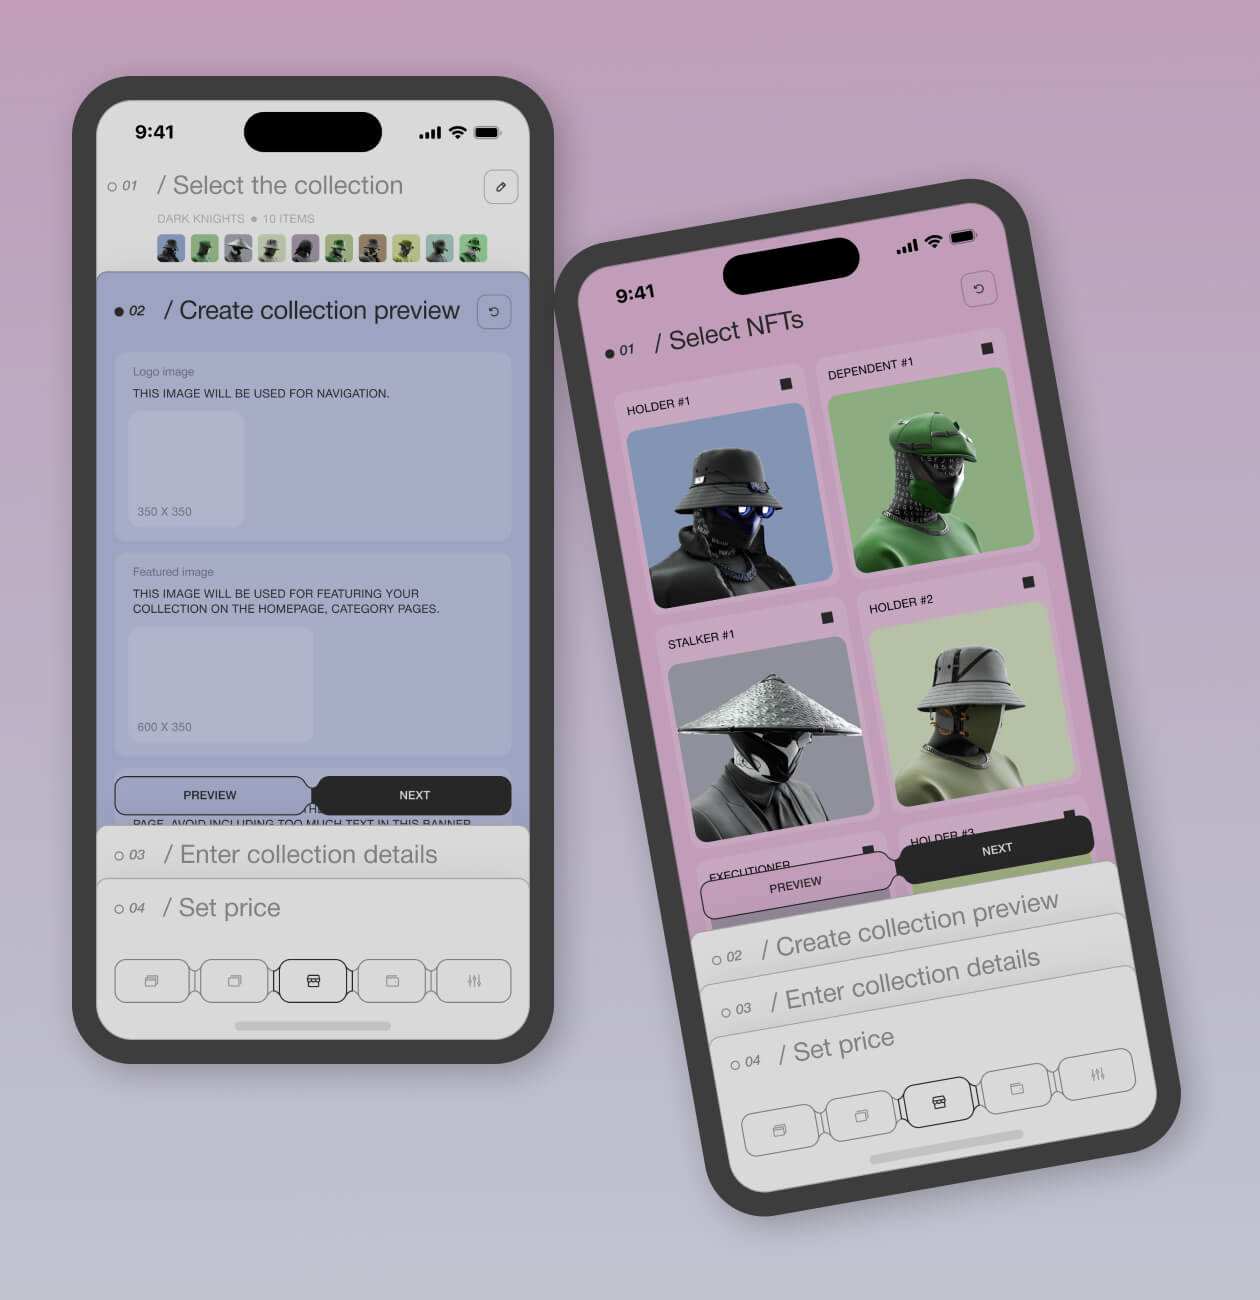 9:41
01 / Select the collection
DARK KNIGHTS • 10 ITEMS
02 / Create collection preview
Logo image
THIS IMAGE WILL BE USED FOR NAVIGATION.
350 X 350
Featured image
THIS IMAGE WILL BE USED FOR FEATURING YOUR
COLLECTION ON THE HOMEPAGE, CATEGORY PAGES.
600 X 350
PREVIEW
NEXT
PAGE. AVOID INCLUDING TOO MUCH TEXT IN THIS BANNER
03 / Enter collection details
04 / Set price
9:41
01 / Select NFTs
HOLDER #1
DEPENDENT #1
STALKER #1
HOLDER #2
EXECUTIONER
HOLDER #3
PREVIEW
NEXT
02 / Create collection preview
03 / Enter collection details
04 / Set price